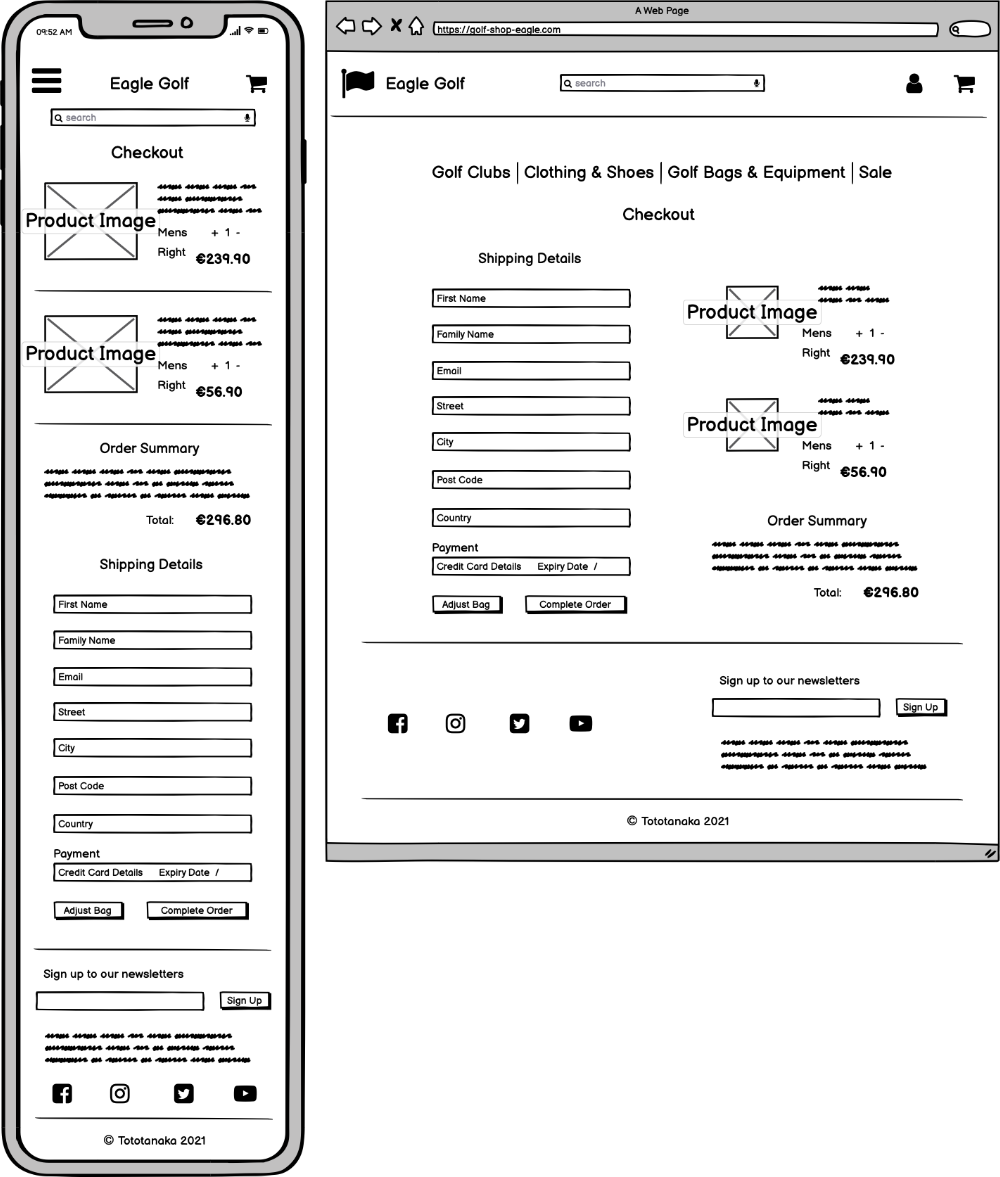 09:52 AM
Eagle Golf
search
Checkout
Product Image
Mens + 1 -
Right €239.90
Product Image
Mens + 1 -
Right €56.90
Order Summary
Total: €296.80
Shipping Details
First Name
Family Name
Email
Street
City
Post Code
Country
Payment
Credit Card Details Expiry Date /
Adjust Bag Complete Order
Sign up to our newsletters
Sign Up
© Tototanaka 2021
A Web Page
https://golf-shop-eagle.com
Eagle Golf search
Golf Clubs Clothing & Shoes Golf Bags & Equipment Sale
Checkout
Shipping Details
First Name
Family Name
Email
Street
City
Post Code
Country
Payment
Credit Card Details Expiry Date /
Adjust Bag Complete Order
Product Image
Mens + 1 -
Right €239.90
Product Image
Mens + 1 -
Right €56.90
Order Summary
Total: €296.80
Sign up to our newsletters
Sign Up
© Tototanaka 2021